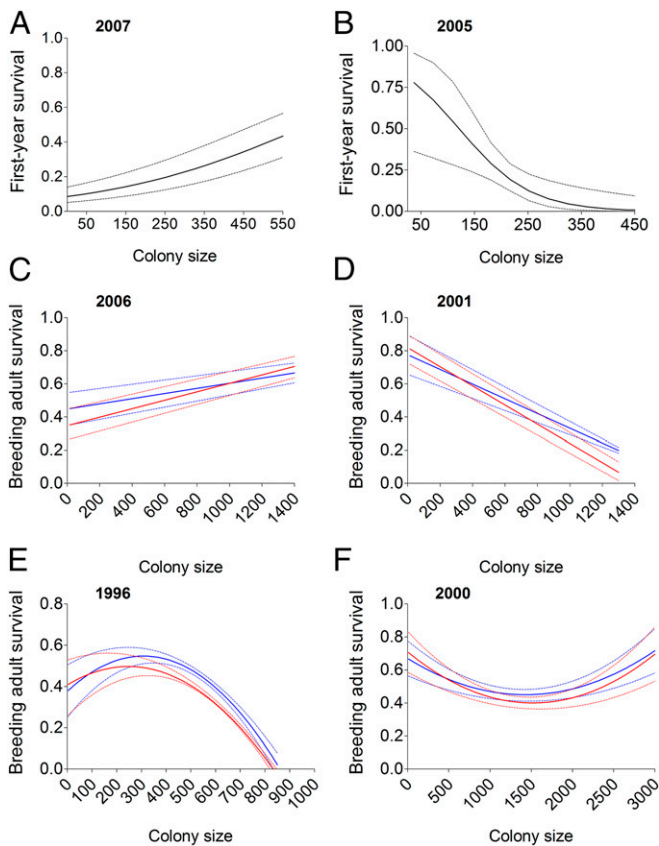 A
2007
First-year survival
1.0
0.8
0.6
0.4
0.2
0.0
50 150 250 350 450 550
Colony size
B
2005
First-year survival
1.00
0.75
0.50
0.25
0.00
50 150 250 350 450
Colony size
C
2006
Breeding adult survival
1.0
0.8
0.6
0.4
0.2
0.0
0 200 400 600 800 1000 1200 1400
Colony size
D
2001
Breeding adult survival
1.0
0.8
0.6
0.4
0.2
0.0
0 200 400 600 800 1000 1200 1400
Colony size
E
1996
Breeding adult survival
0.8
0.6
0.4
0.2
0.0
0 100 200 300 400 500 600 700 800 900 1000
Colony size
F
2000
Breeding adult survival
1.0
0.8
0.6
0.4
0.2
0.0
0 500 1000 1500 2000 2500 3000
Colony size